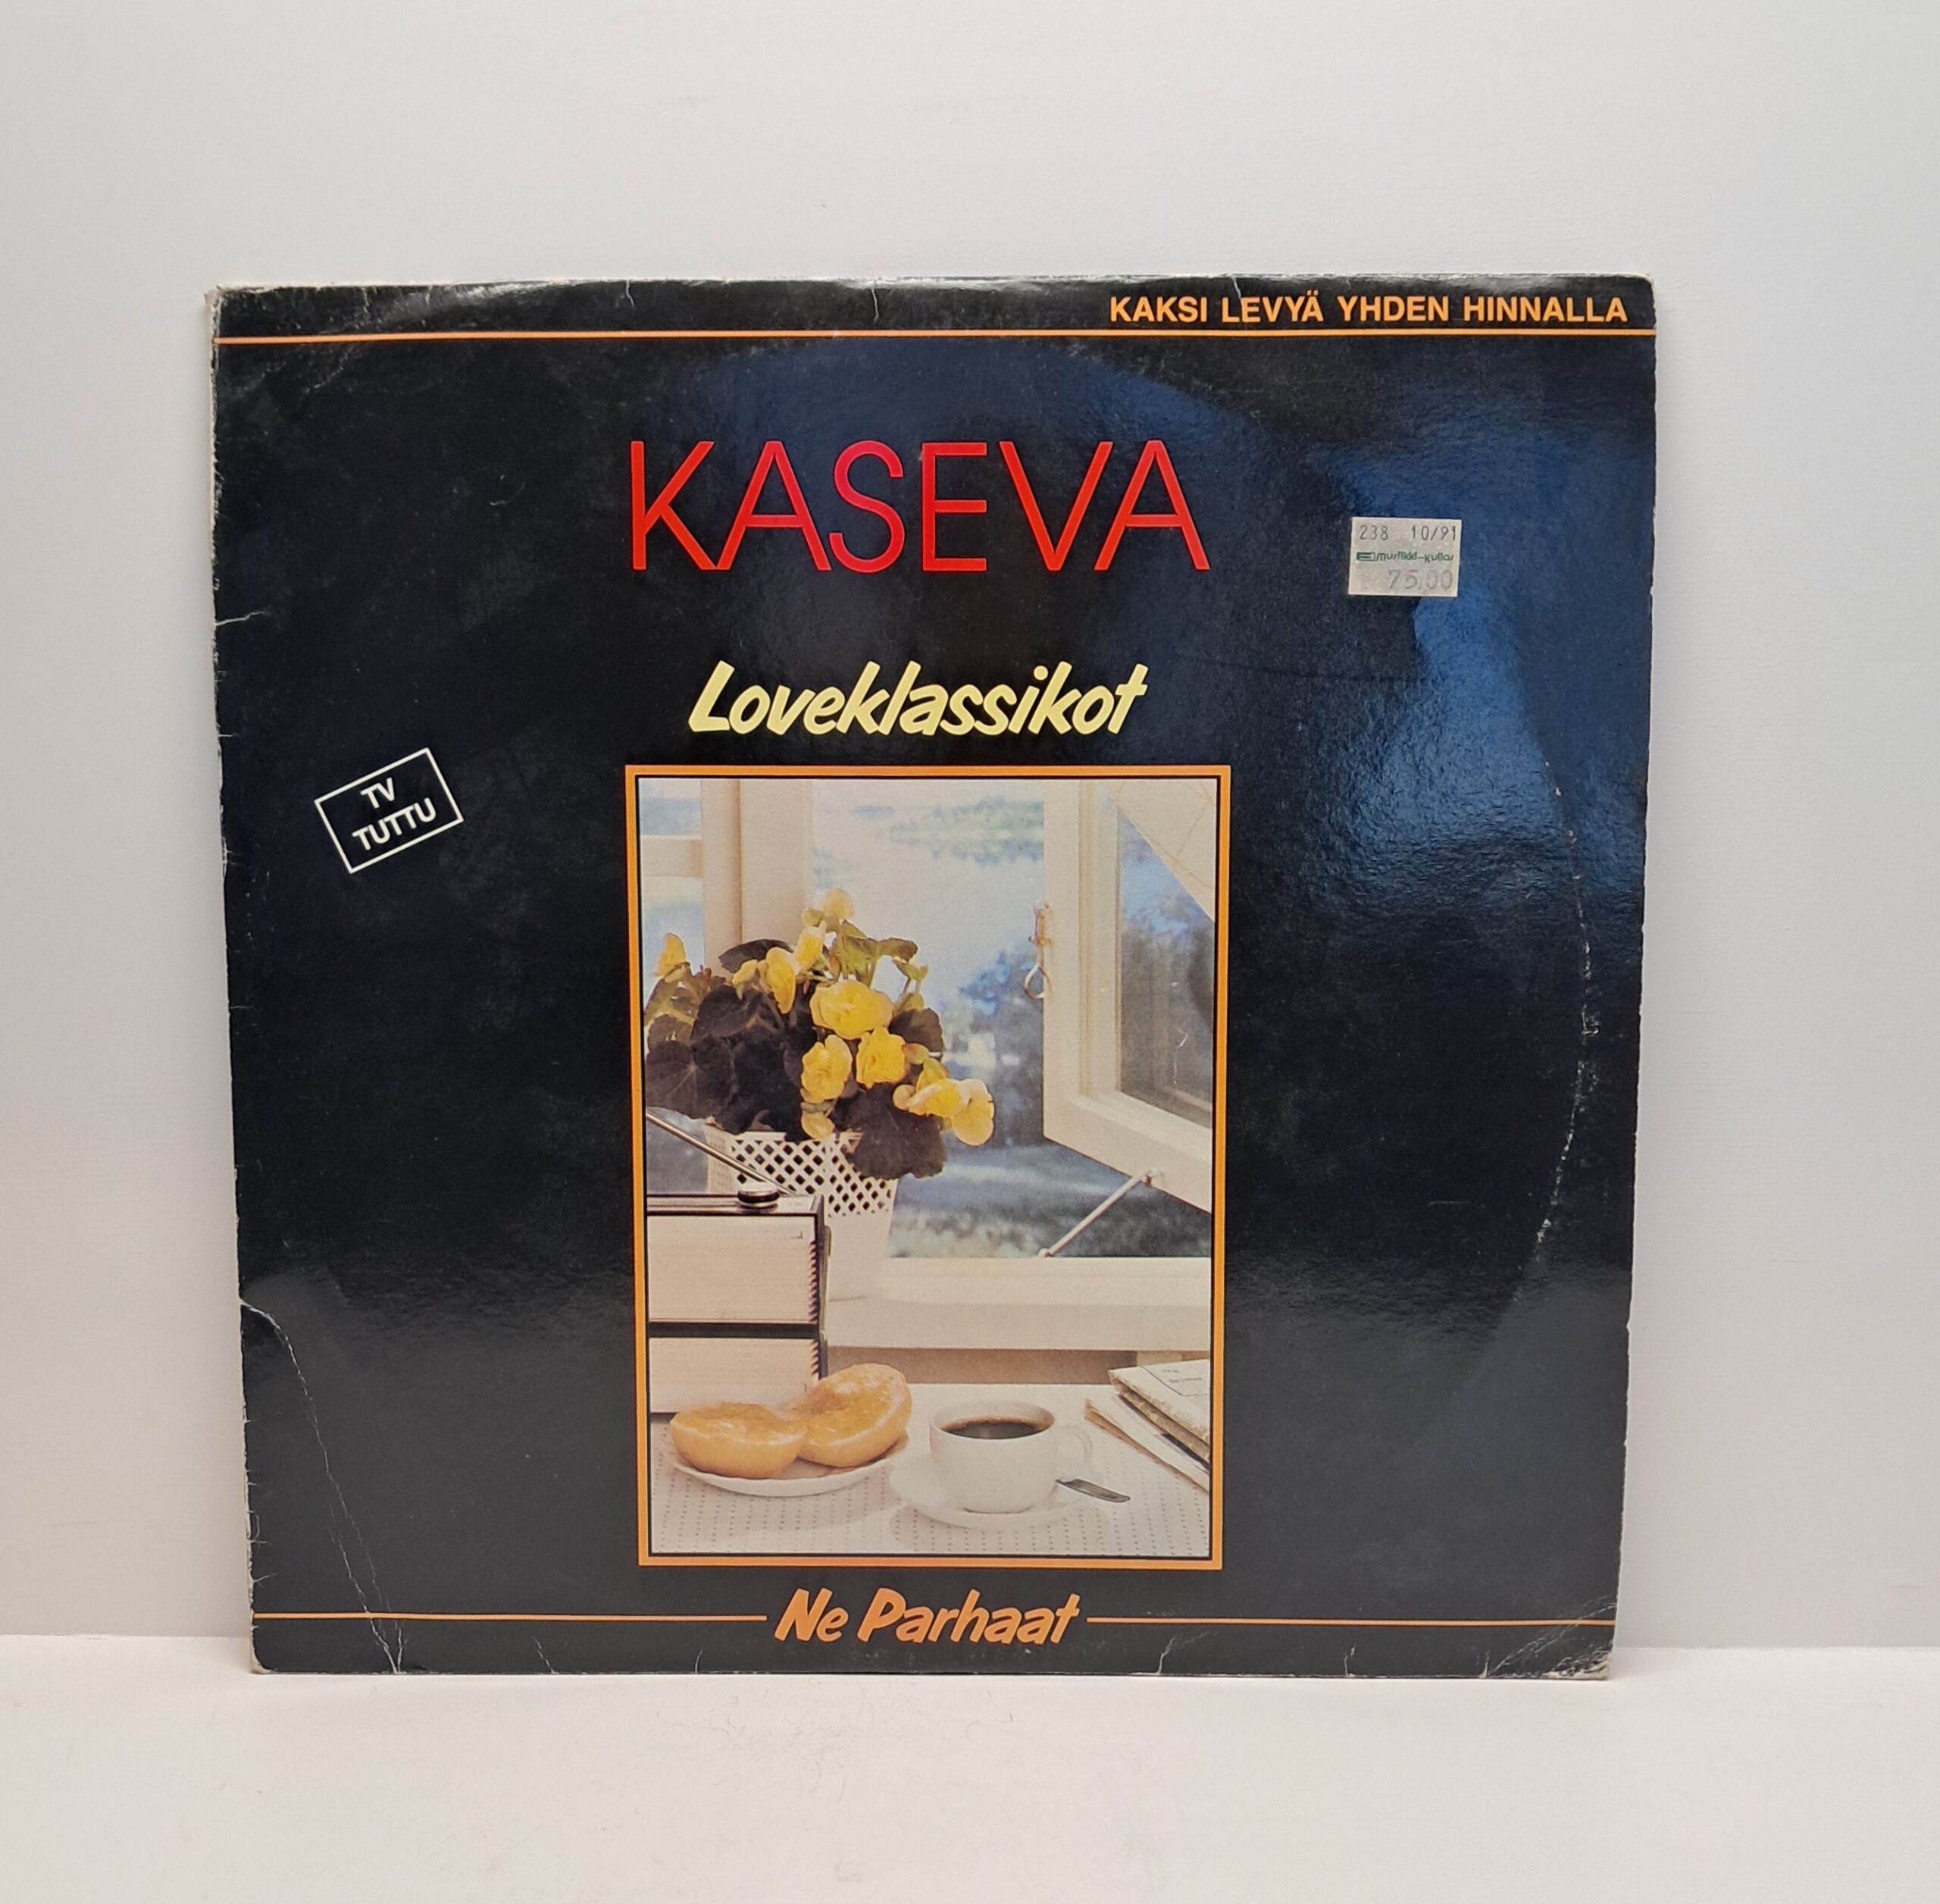 KAKSI LEVYÄ YHDEN HINNALLA
KASEVA
238 10/91
75.00
Loveklassikot
TV
TUTTU
Ne Parhaat